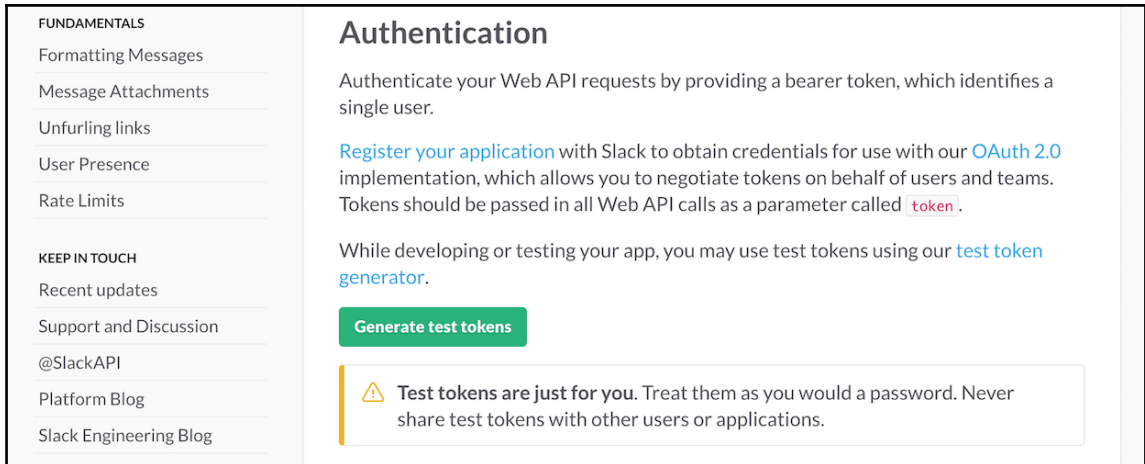 FUNDAMENTALS
Formatting Messages
Message Attachments
Unfurling links
User Presence
Rate Limits
KEEP IN TOUCH
Recent updates
Support and Discussion
@SlackAPI
Platform Blog
Slack Engineering Blog
Authentication
Authenticate your Web API requests by providing a bearer token, which identifies a
single user.
Register your application with Slack to obtain credentials for use with our OAuth 2.0
implementation, which allows you to negotiate tokens on behalf of users and teams.
Tokens should be passed in all Web API calls as a parameter called token.
While developing or testing your app, you may use test tokens using our test token
generator.
Generate test tokens
Test tokens are just for you. Treat them as you would a password. Never
share test tokens with other users or applications.